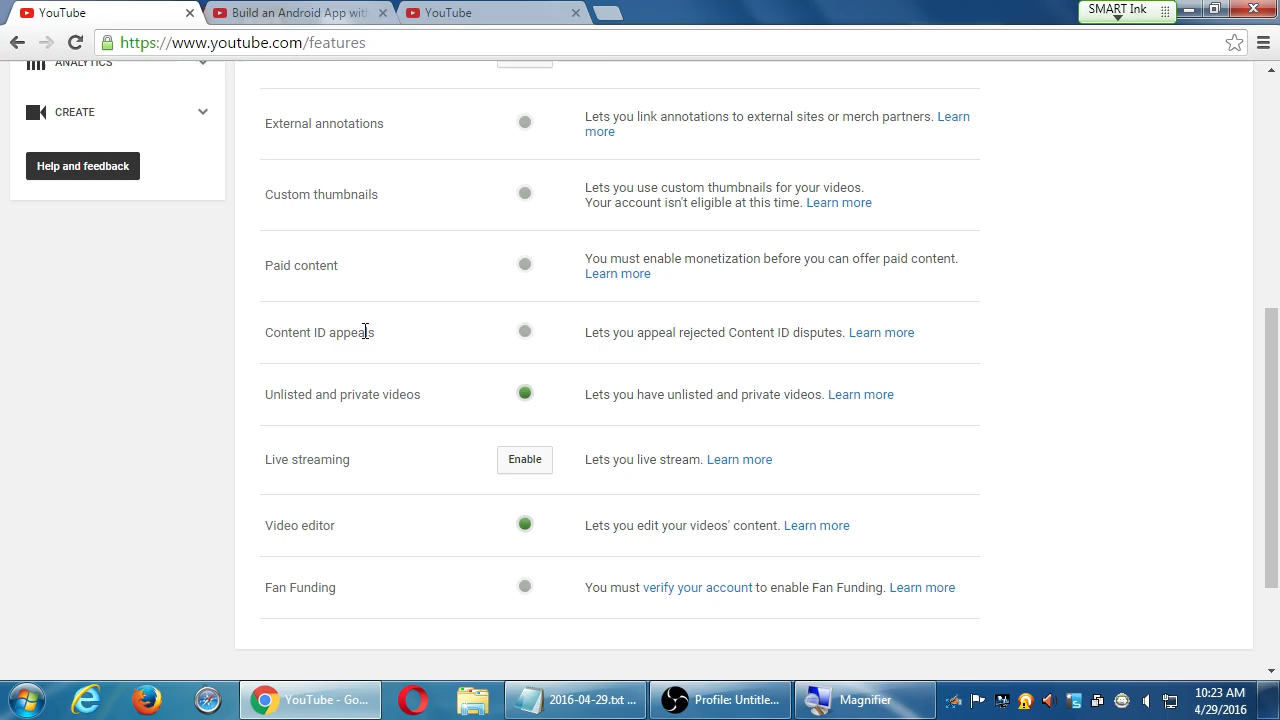 YouTube
Build an Android App with
YouTube
SMART Ink
https://www.youtube.com/features
ANALYTICS
CREATE
Help and feedback
External annotations
Lets you link annotations to external sites or merch partners. Learn
more
Custom thumbnails
Lets you use custom thumbnails for your videos.
Your account isn't eligible at this time. Learn more
Paid content
You must enable monetization before you can offer paid content.
Learn more
Content ID appeals
Lets you appeal rejected Content ID disputes. Learn more
Unlisted and private videos
Lets you have unlisted and private videos. Learn more
Live streaming
Enable
Lets you live stream. Learn more
Video editor
Lets you edit your videos' content. Learn more
Fan Funding
You must verify your account to enable Fan Funding. Learn more
YouTube - Go...
2016-04-29.txt ...
Profile: Untitle...
Magnifier
10:23 AM
4/29/2016